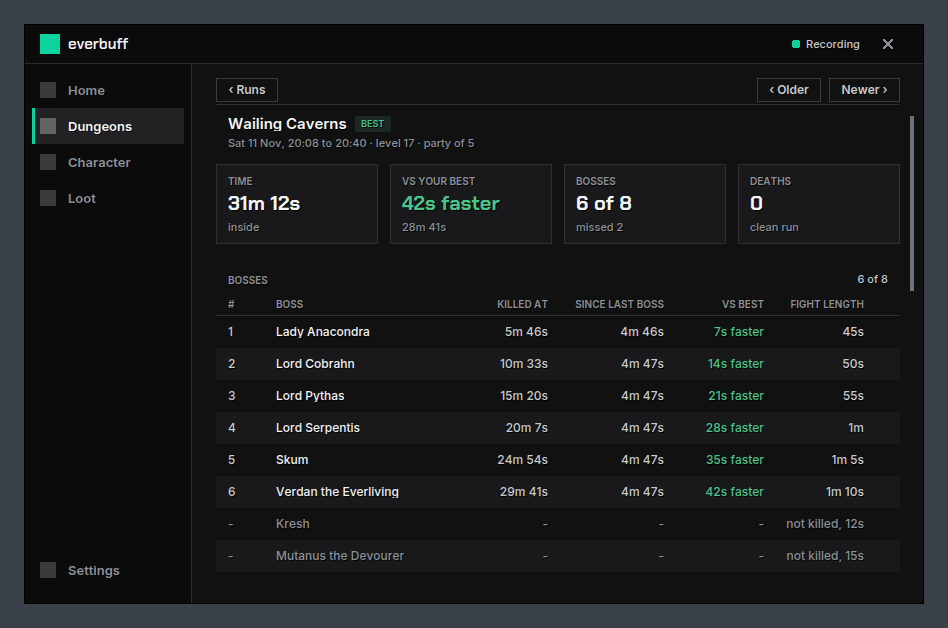 everbuff
Recording
Home
Dungeons
Character
Loot
Settings
‹ Runs
‹ Older
Newer ›
Wailing Caverns BEST
Sat 11 Nov, 20:08 to 20:40 · level 17 · party of 5
TIME
31m 12s
inside
VS YOUR BEST
42s faster
28m 41s
BOSSES
6 of 8
missed 2
DEATHS
0
clean run
BOSSES 6 of 8
# BOSS KILLED AT SINCE LAST BOSS VS BEST FIGHT LENGTH
1 Lady Anacondra 5m 46s 4m 46s 7s faster 45s
2 Lord Cobrahn 10m 33s 4m 47s 14s faster 50s
3 Lord Pythas 15m 20s 4m 47s 21s faster 55s
4 Lord Serpentis 20m 7s 4m 47s 28s faster 1m
5 Skum 24m 54s 4m 47s 35s faster 1m 5s
6 Verdan the Everliving 29m 41s 4m 47s 42s faster 1m 10s
- Kresh - - - not killed, 12s
- Mutanus the Devourer - - - not killed, 15s